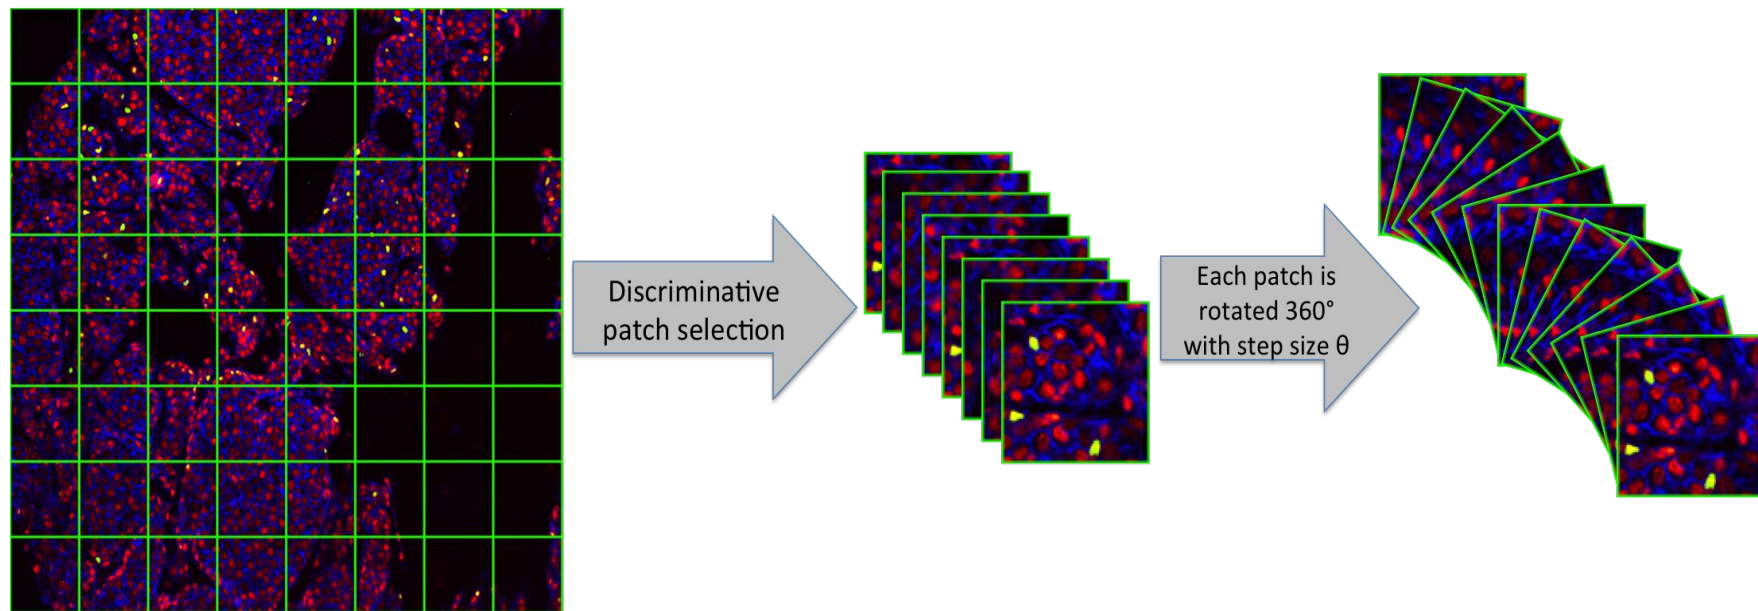 Discriminative
patch selection
Each patch is
rotated 360°
with step size θ